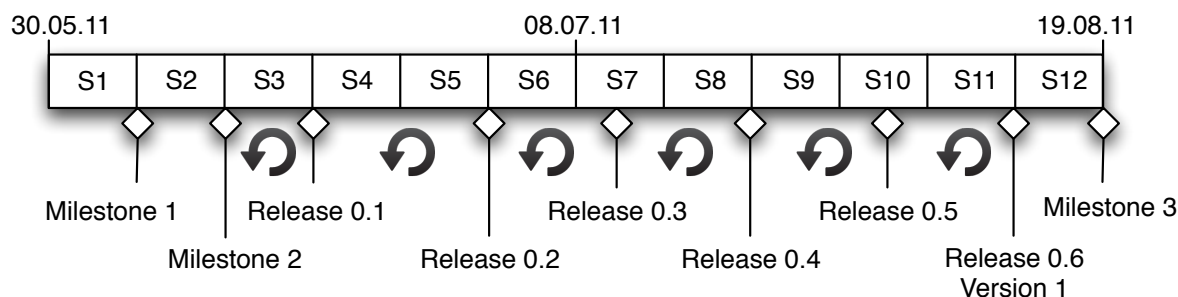 30.05.11 08.07.11 19.08.11
S1 S2 S3 S4 S5 S6 S7 S8 S9 S10 S11 S12
Milestone 1 Release 0.1 Release 0.3 Release 0.5 Milestone 3
Milestone 2 Release 0.2 Release 0.4 Release 0.6
Version 1